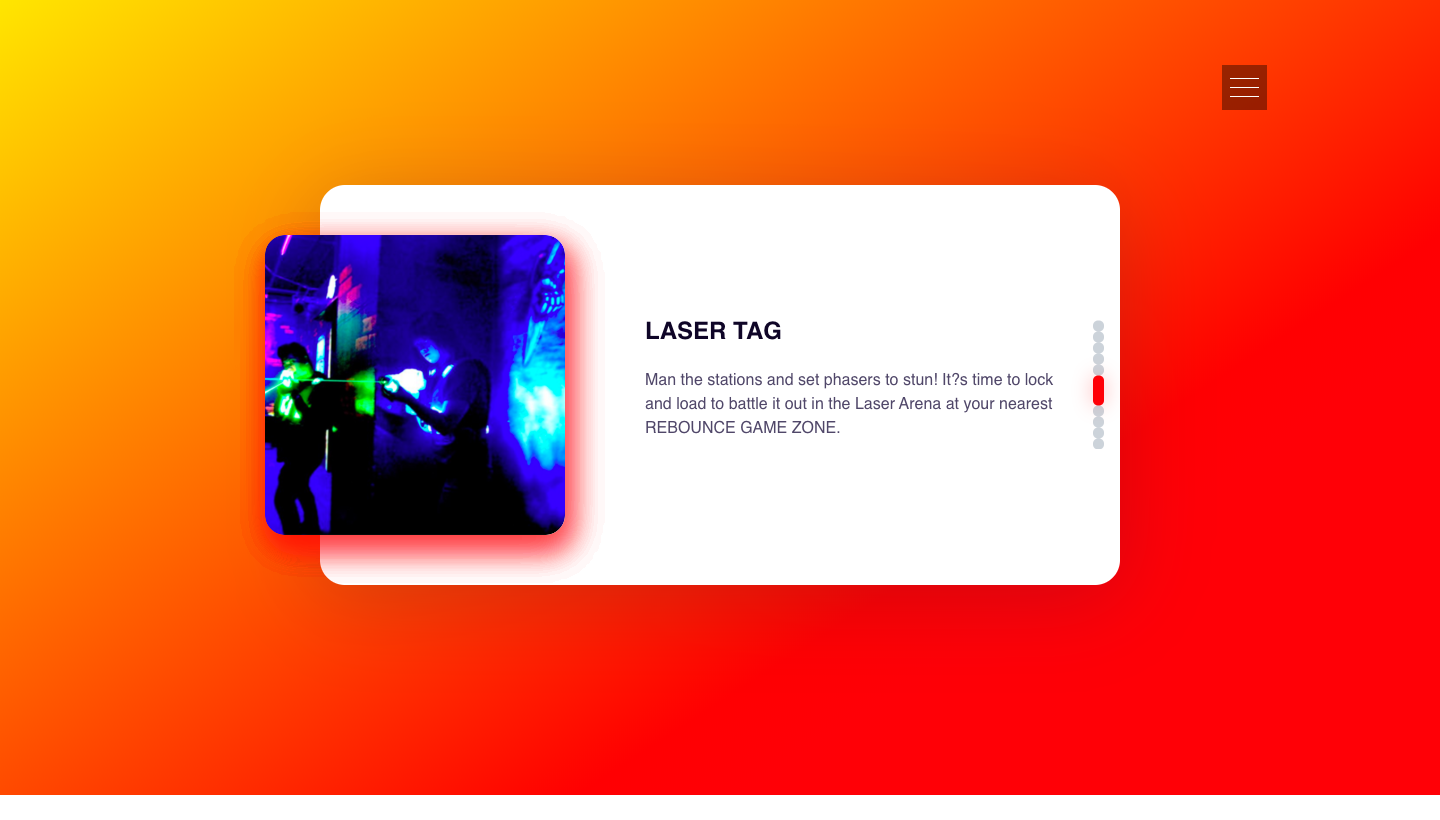 LASER TAG
Man the stations and set phasers to stun! It?s time to lock
and load to battle it out in the Laser Arena at your nearest
REBOUNCE GAME ZONE.